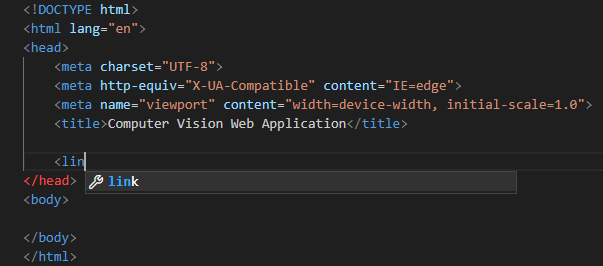 <!DOCTYPE html>
<html lang="en">
<head>
<meta charset="UTF-8">
<meta http-equiv="X-UA-Compatible" content="IE=edge">
<meta name="viewport" content="width=device-width, initial-scale=1.0">
<title>Computer Vision Web Application</title>
<lin
</head> link
<body>
</body>
</html>